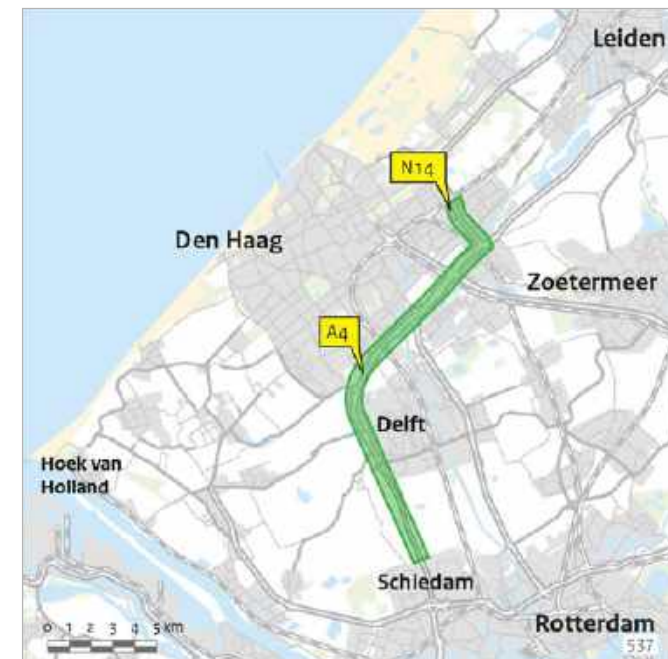 Leiden
N14
Den Haag
Zoetermeer
A4
Delft
Hoek van
Holland
Schiedam
Rotterdam
0 1 2 3 4 5 km
537